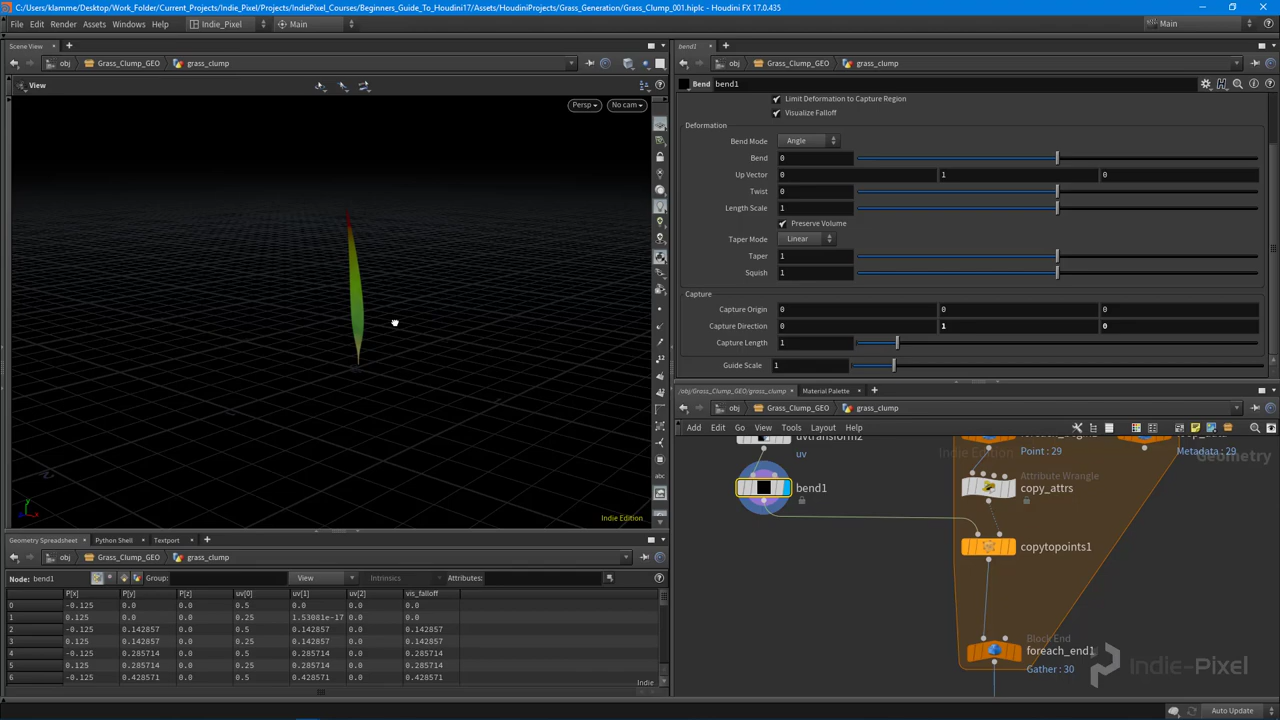 C:/Users/klamme/Desktop/Work_Folder/Current_Projects/Indie_Pixel/Projects/IndiePixel_Courses/Beginners_Guide_To_Houdini17/Assets/HoudiniProjects/Grass_Generation/Grass_Clump_001.hiplc - Houdini FX 17.0.435
File Edit Render Assets Windows Help Indie_Pixel Main Main
Scene View
obj Grass_Clump_GEO grass_clump
View
Persp No cam
Indie Edition
Geometry Spreadsheet Python Shell Textport
obj Grass_Clump_GEO grass_clump
Node: bend1 Group: View Intrinsics Attributes:
P[x] P[y] P[z] uv[0] uv[1] uv[2] vis_falloff
0 -0.125 0.0 0.0 0.5 0.0 0.0 0.0
1 0.125 0.0 0.0 0.25 1.53081e-17 0.0 0.0
2 -0.125 0.142857 0.0 0.5 0.142857 0.0 0.142857
3 0.125 0.142857 0.0 0.25 0.142857 0.0 0.142857
4 -0.125 0.285714 0.0 0.5 0.285714 0.0 0.285714
5 0.125 0.285714 0.0 0.25 0.285714 0.0 0.285714
6 -0.125 0.428571 0.0 0.5 0.428571 0.0 0.428571
Indie
bend1
obj Grass_Clump_GEO grass_clump
Bend bend1
Limit Deformation to Capture Region
Visualize Falloff
Deformation
Bend Mode Angle
Bend 0
Up Vector 0 1 0
Twist 0
Length Scale 1
Preserve Volume
Taper Mode Linear
Taper 1
Squish 1
Capture
Capture Origin 0 0 0
Capture Direction 0 1 0
Capture Length 1
Guide Scale 1
/obj/Grass_Clump_GEO/grass_clump Material Palette
obj Grass_Clump_GEO grass_clump
Add Edit Go View Tools Layout Help
uvtransform2
uv
bend1
Indie Edition
Geometry
Point : 29
Metadata : 29
Attribute Wrangle
copy_attrs
copytopoints1
Block End
foreach_end1
Gather : 30
Indie-Pixel
Auto Update